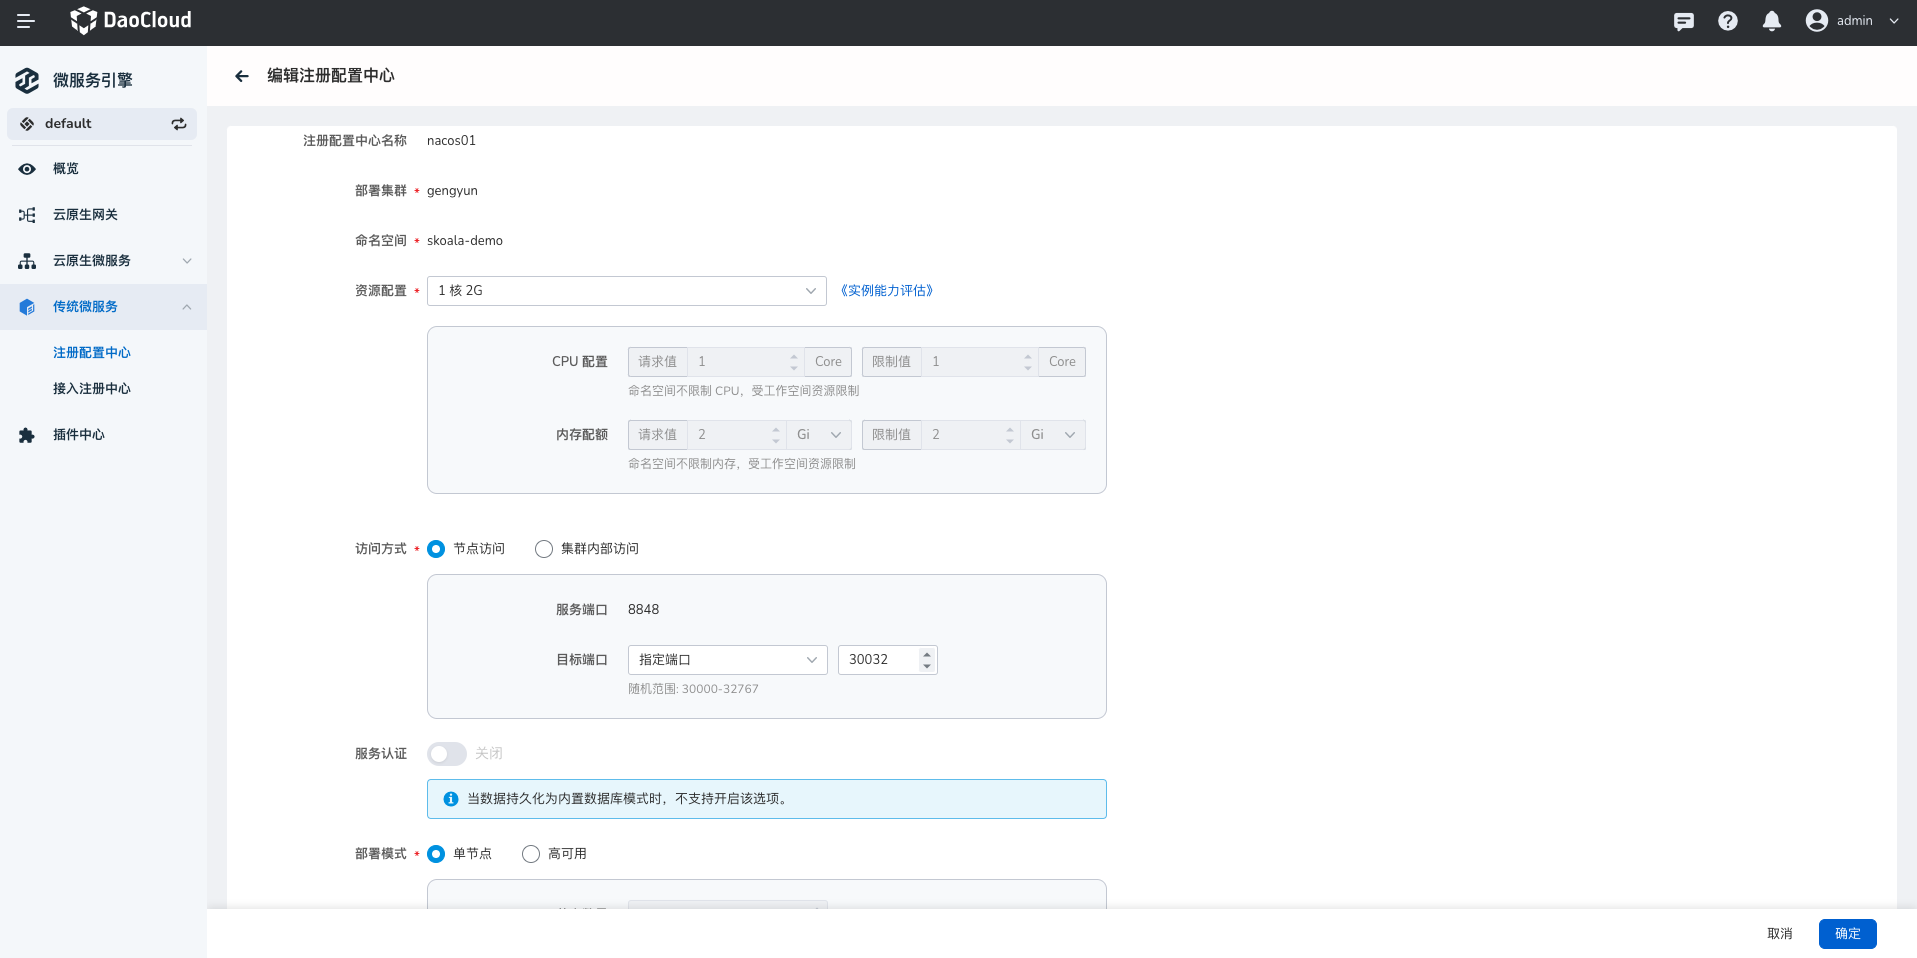 DaoCloud
admin
微服务引擎
default
概览
云原生网关
云原生微服务
传统微服务
注册配置中心
接入注册中心
插件中心
编辑注册配置中心
注册配置中心名称 nacos01
部署集群 * gengyun
命名空间 * skoala-demo
资源配置 * 1 核 2G 《实例能力评估》
CPU 配置 请求值 1 Core 限制值 1 Core
命名空间不限制 CPU，受工作空间资源限制
内存配额 请求值 2 Gi 限制值 2 Gi
命名空间不限制内存，受工作空间资源限制
访问方式 * 节点访问 集群内部访问
服务端口 8848
目标端口 指定端口 30032
随机范围: 30000-32767
服务认证 关闭
当数据持久化为内置数据库模式时，不支持开启该选项。
部署模式 * 单节点 高可用
取消 确定